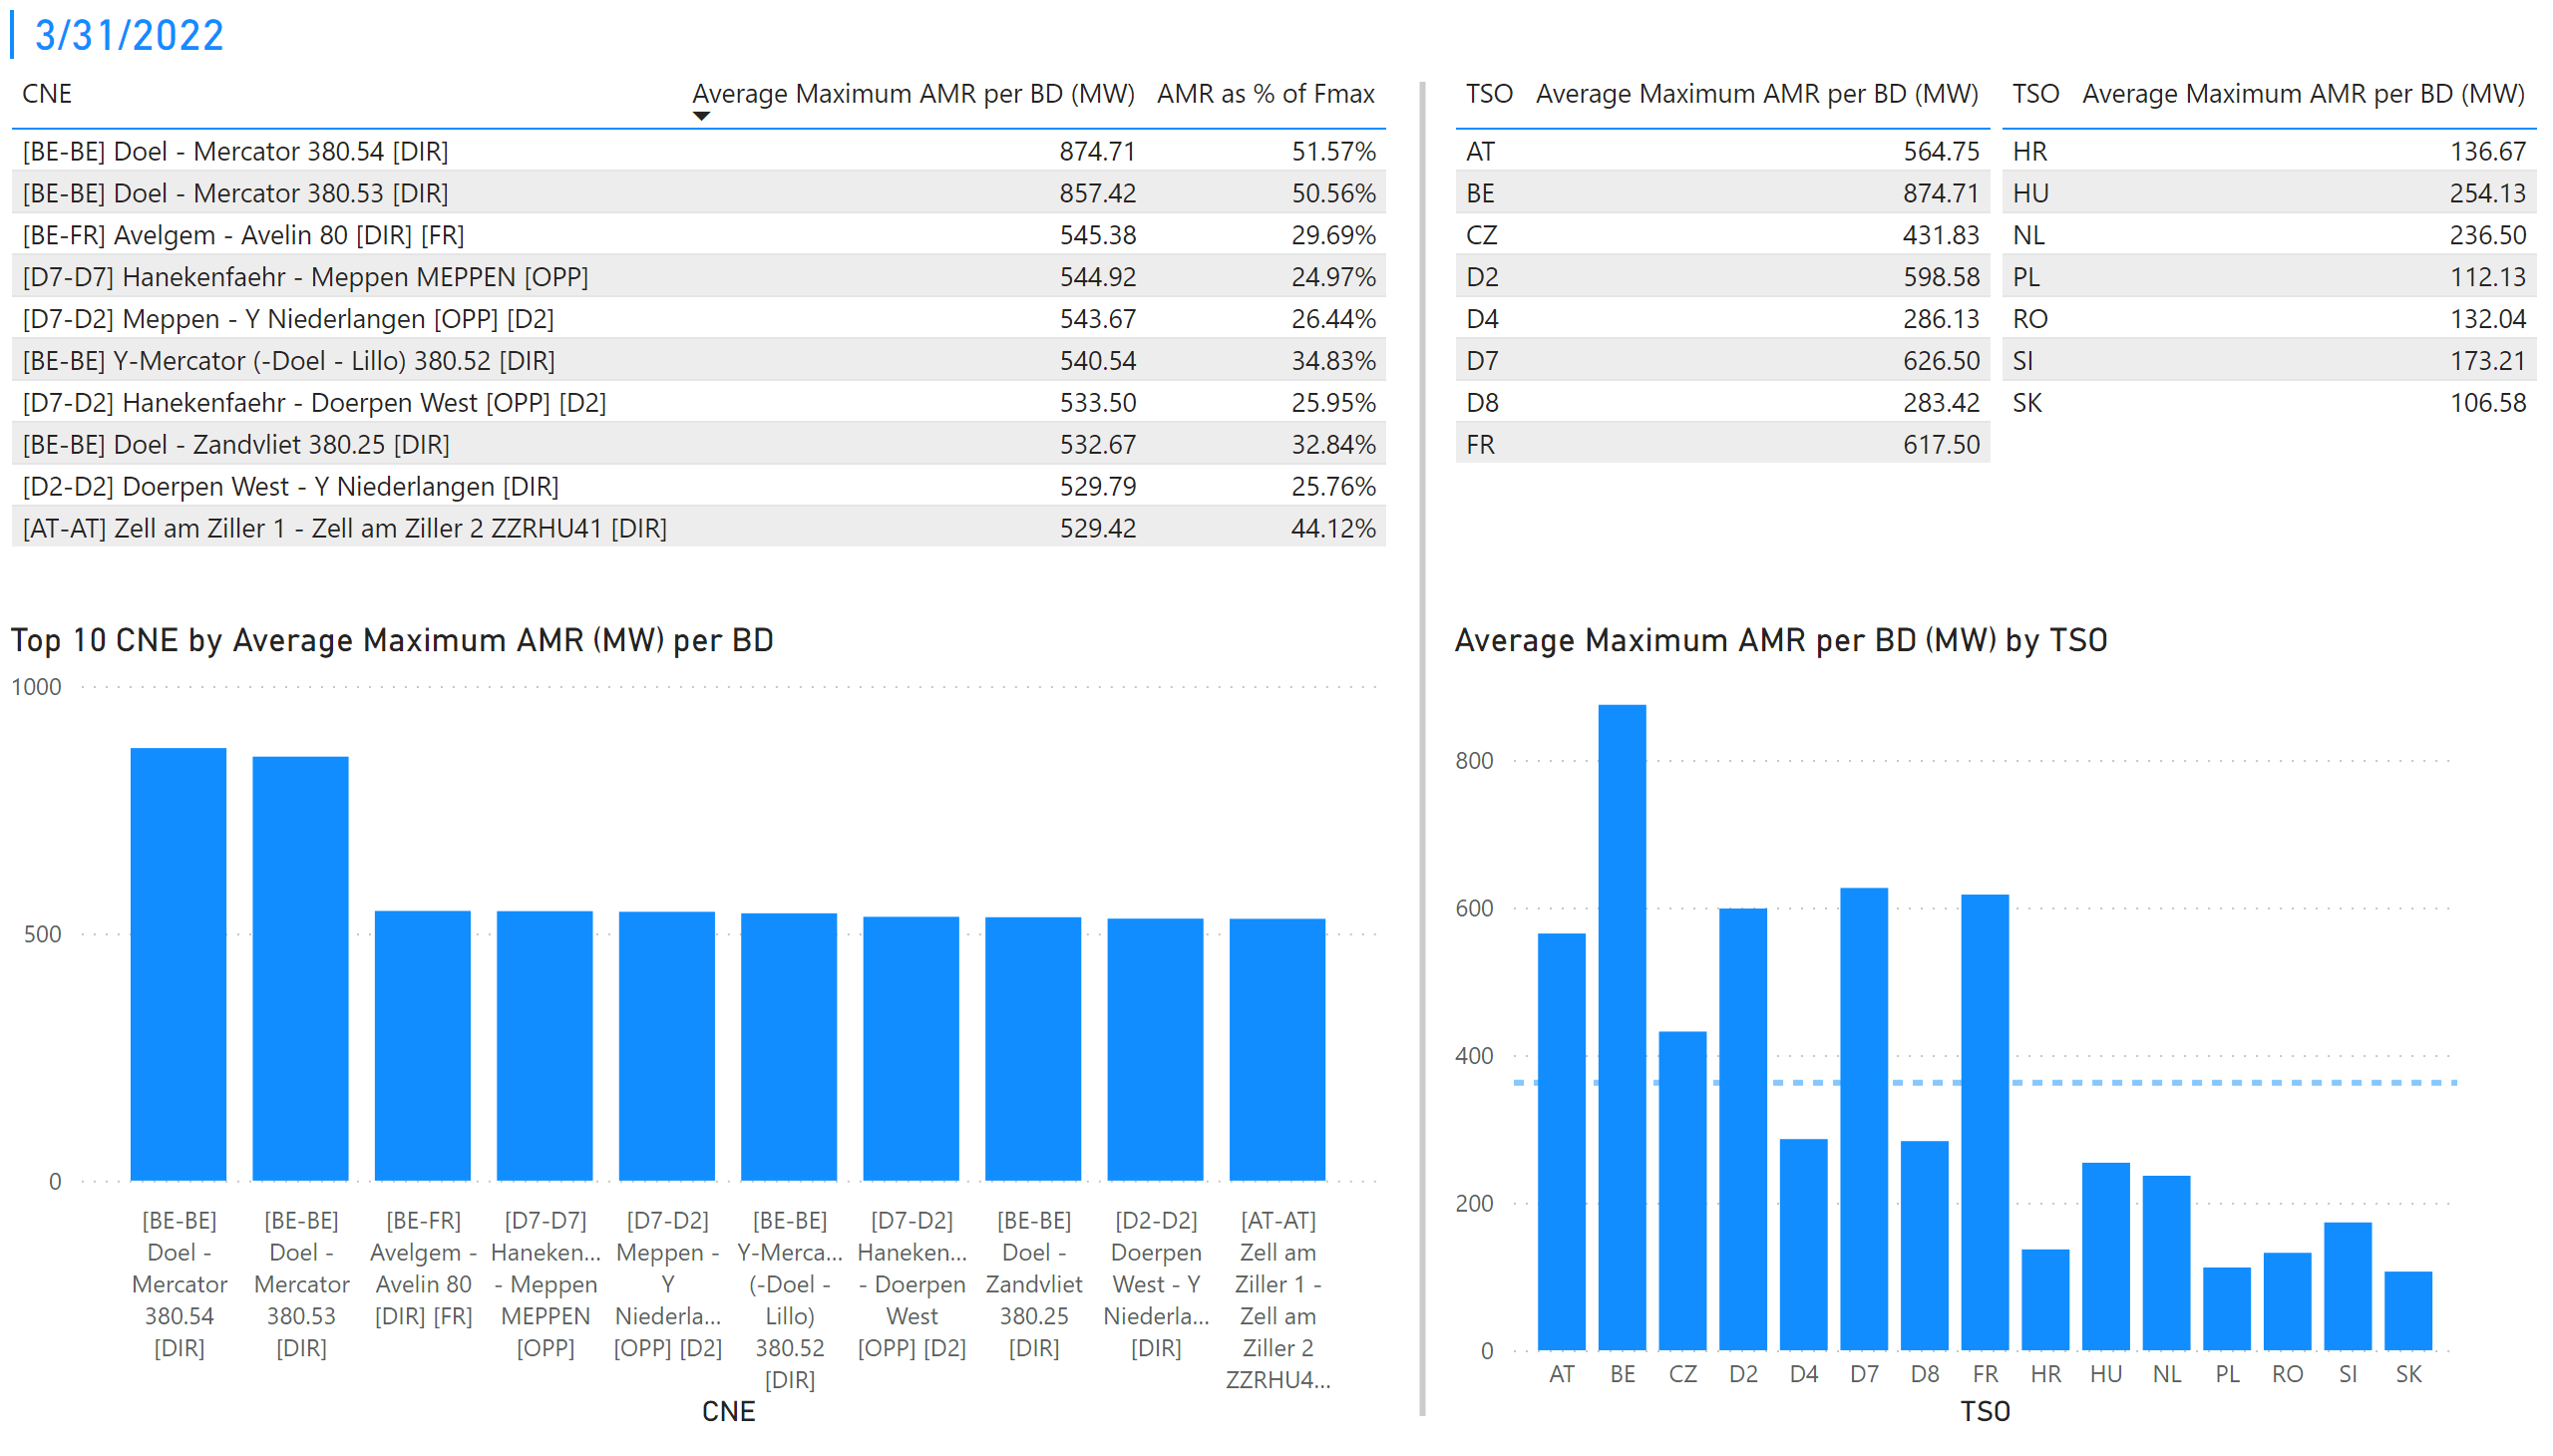 3/31/2022
CNE Average Maximum AMR per BD (MW) AMR as % of Fmax
[BE-BE] Doel - Mercator 380.54 [DIR] 874.71 51.57%
[BE-BE] Doel - Mercator 380.53 [DIR] 857.42 50.56%
[BE-FR] Avelgem - Avelin 80 [DIR] [FR] 545.38 29.69%
[D7-D7] Hanekenfaehr - Meppen MEPPEN [OPP] 544.92 24.97%
[D7-D2] Meppen - Y Niederlangen [OPP] [D2] 543.67 26.44%
[BE-BE] Y-Mercator (-Doel - Lillo) 380.52 [DIR] 540.54 34.83%
[D7-D2] Hanekenfaehr - Doerpen West [OPP] [D2] 533.50 25.95%
[BE-BE] Doel - Zandvliet 380.25 [DIR] 532.67 32.84%
[D2-D2] Doerpen West - Y Niederlangen [DIR] 529.79 25.76%
[AT-AT] Zell am Ziller 1 - Zell am Ziller 2 ZZRHU41 [DIR] 529.42 44.12%
TSO Average Maximum AMR per BD (MW)
AT 564.75
BE 874.71
CZ 431.83
D2 598.58
D4 286.13
D7 626.50
D8 283.42
FR 617.50
TSO Average Maximum AMR per BD (MW)
HR 136.67
HU 254.13
NL 236.50
PL 112.13
RO 132.04
SI 173.21
SK 106.58
Top 10 CNE by Average Maximum AMR (MW) per BD
1000
500
0
[BE-BE]
Doel -
Mercator
380.54
[DIR]
[BE-BE]
Doel -
Mercator
380.53
[DIR]
[BE-FR]
Avelgem -
Avelin 80
[DIR] [FR]
[D7-D7]
Haneken...
- Meppen
MEPPEN
[OPP]
[D7-D2]
Meppen -
Y
Niederla...
[OPP] [D2]
[BE-BE]
Y-Merca...
(-Doel -
Lillo)
380.52
[DIR]
[D7-D2]
Haneken...
- Doerpen
West
[OPP] [D2]
[BE-BE]
Doel -
Zandvliet
380.25
[DIR]
[D2-D2]
Doerpen
West - Y
Niederla...
[DIR]
[AT-AT]
Zell am
Ziller 1 -
Zell am
Ziller 2
ZZRHU4...
CNE
Average Maximum AMR per BD (MW) by TSO
800
600
400
200
0
AT BE CZ D2 D4 D7 D8 FR HR HU NL PL RO SI SK
TSO